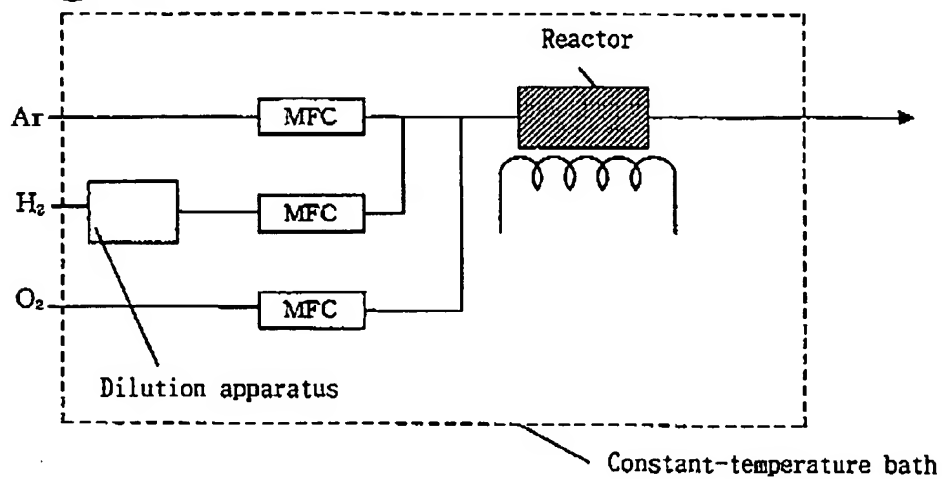 Reactor
Ar
MFC
H₂
MFC
O₂
MFC
Dilution apparatus
Constant-temperature bath